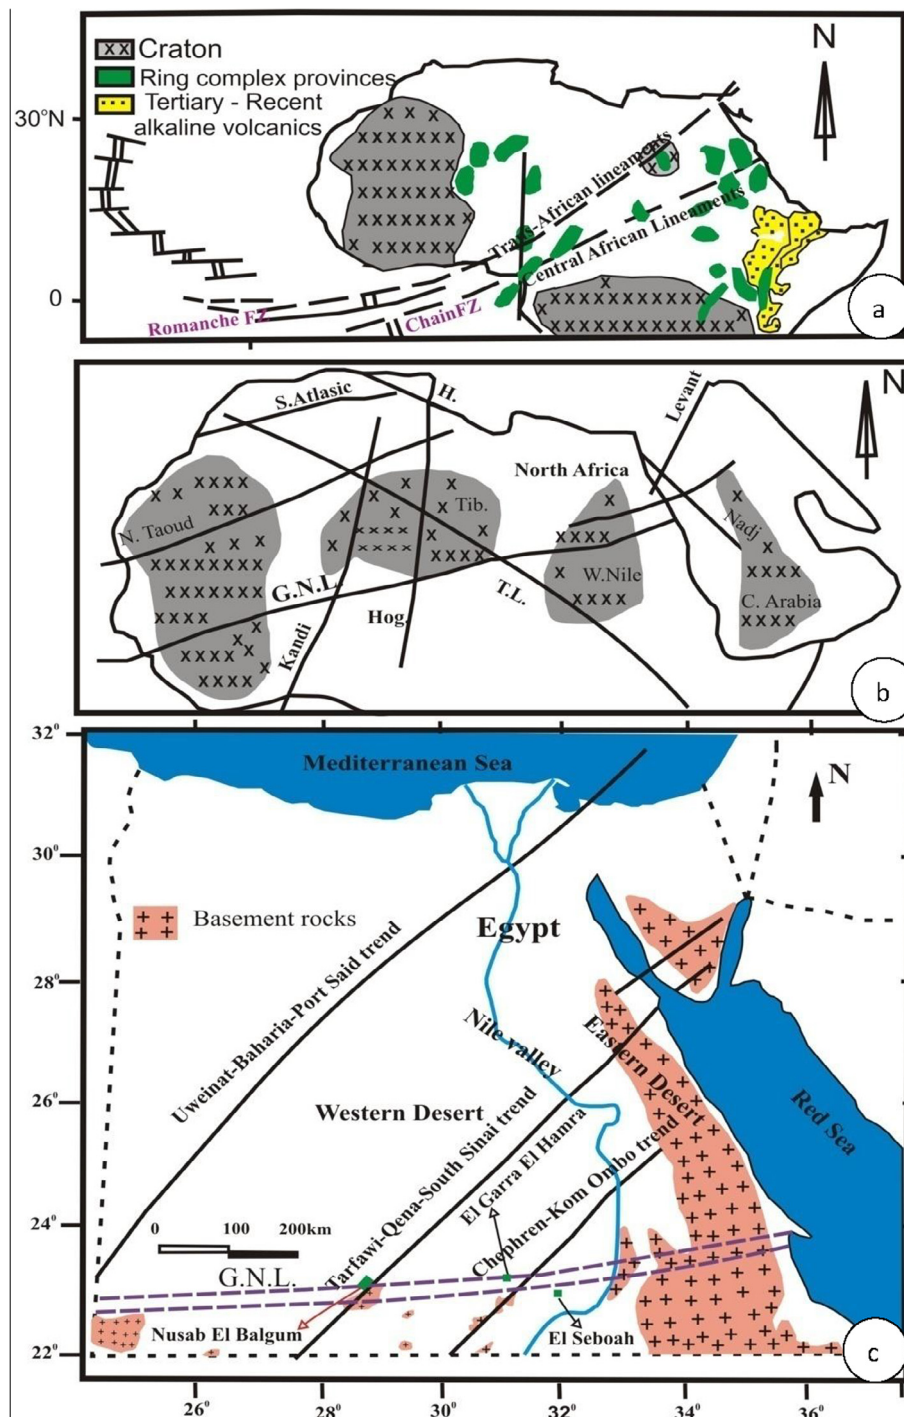 Craton
N
Ring complex provinces
Tertiary - Recent
alkaline volcanics
30°N
Trans-African lineaments
Central African Lineaments
0
Romanche FZ
ChainFZ
a
N
S.Atlasic
H.
Levant
North Africa
N. Taoud
Tib.
Nadj
G.N.L.
W.Nile
T.L.
C. Arabia
Hog.
Kandi
b
32°
Mediterranean Sea
N
30°
Basement rocks
Egypt
28°
Uweinat-Baharia-Port Said trend
Nile valley
Eastern Desert
26°
Western Desert
Red Sea
Tarfawi-Qena-South Sinai trend
El Garra El Hamra
Chephren-Kom Ombo trend
24°
0 100 200km
G.N.L.
Nusab El Balgum
El Seboah
22°
c
26° 28° 30° 32° 34° 36°